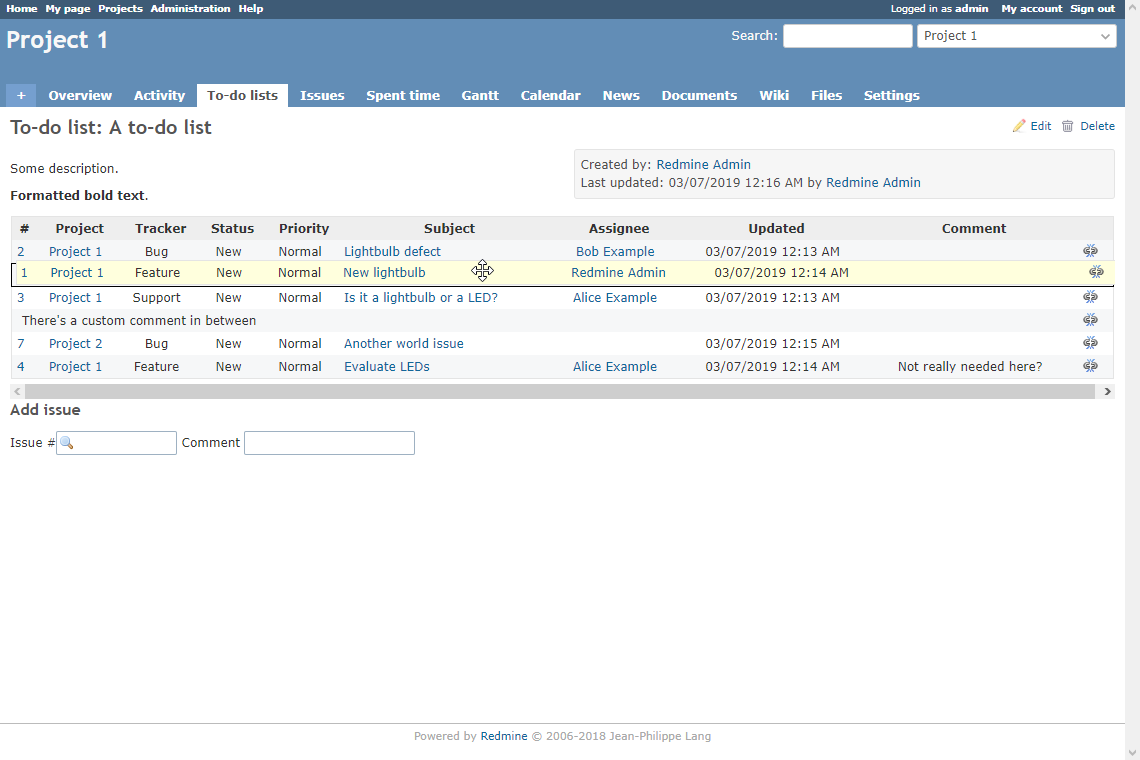 Home My page Projects Administration Help Logged in as admin My account Sign out
Project 1 Search: Project 1
+ Overview Activity To-do lists Issues Spent time Gantt Calendar News Documents Wiki Files Settings
To-do list: A to-do list Edit Delete
Some description.
Formatted bold text.
Created by: Redmine Admin
Last updated: 03/07/2019 12:16 AM by Redmine Admin
# Project Tracker Status Priority Subject Assignee Updated Comment
2 Project 1 Bug New Normal Lightbulb defect Bob Example 03/07/2019 12:13 AM
1 Project 1 Feature New Normal New lightbulb Redmine Admin 03/07/2019 12:14 AM
3 Project 1 Support New Normal Is it a lightbulb or a LED? Alice Example 03/07/2019 12:13 AM
There's a custom comment in between
7 Project 2 Bug New Normal Another world issue 03/07/2019 12:15 AM
4 Project 1 Feature New Normal Evaluate LEDs Alice Example 03/07/2019 12:14 AM Not really needed here?
Add issue
Issue # Comment
Powered by Redmine © 2006-2018 Jean-Philippe Lang